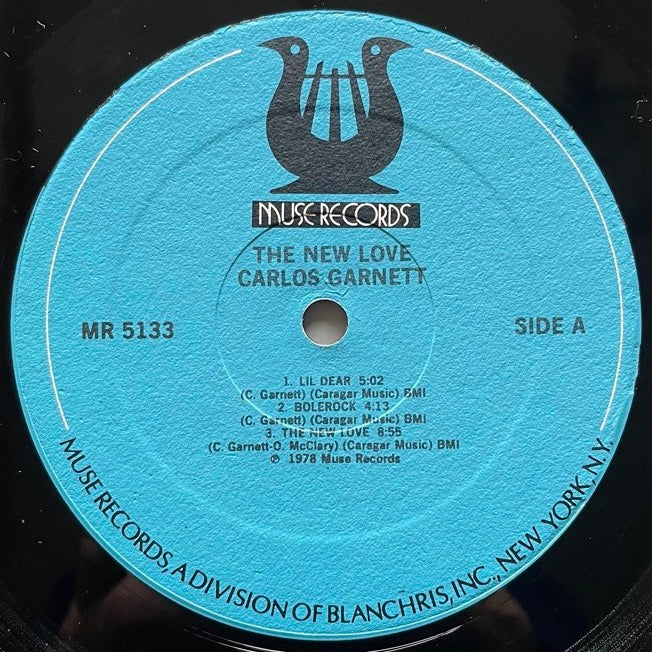 MUSE RECORDS
THE NEW LOVE
CARLOS GARNETT
MR 5133
SIDE A
1. LIL DEAR 5:02
(C. Garnett) (Caragar Music) BMI
2. BOLEROCK 4:13
(C. Garnett) (Caragar Music) BMI
3. THE NEW LOVE 8:55
(C. Garnett-O. McClary) (Caragar Music) BMI
℗ 1978 Muse Records
MUSE RECORDS, A DIVISION OF BLANCHRIS, INC., NEW YORK, N.Y.